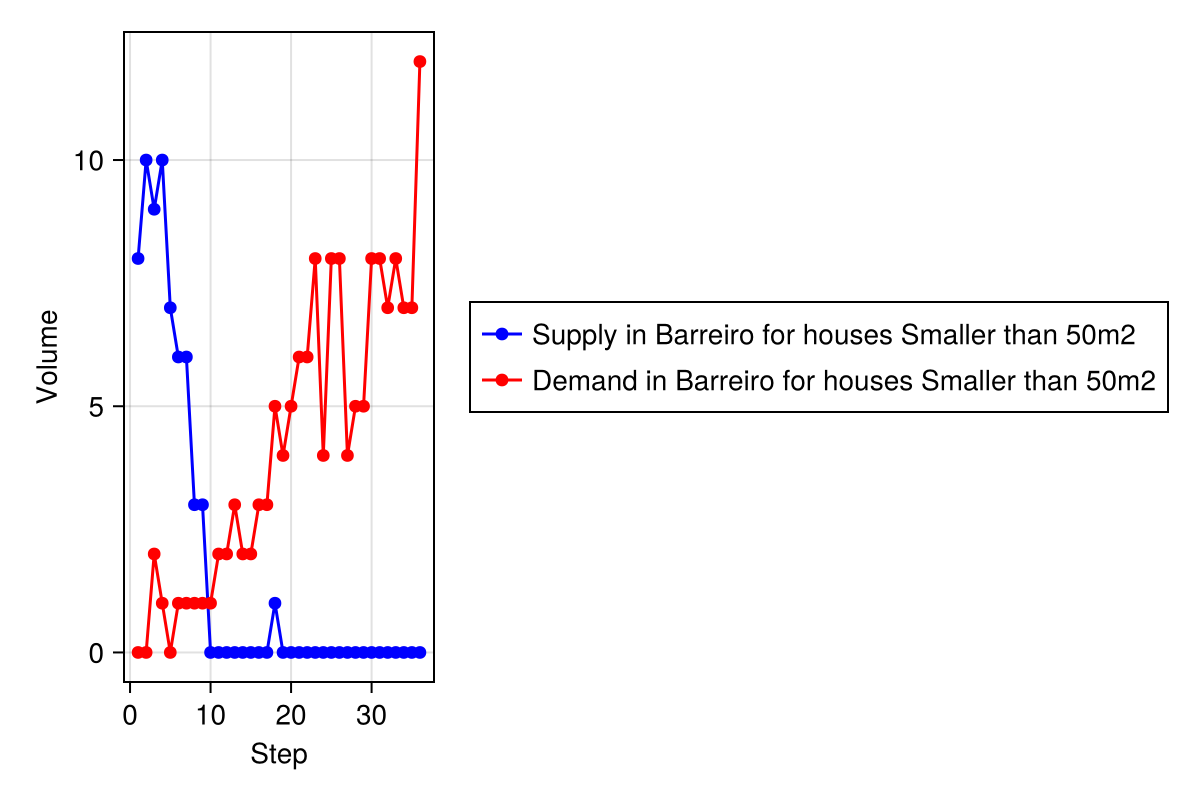 10
5
0
Volume
0 10 20 30
Step
Supply in Barreiro for houses Smaller than 50m2
Demand in Barreiro for houses Smaller than 50m2